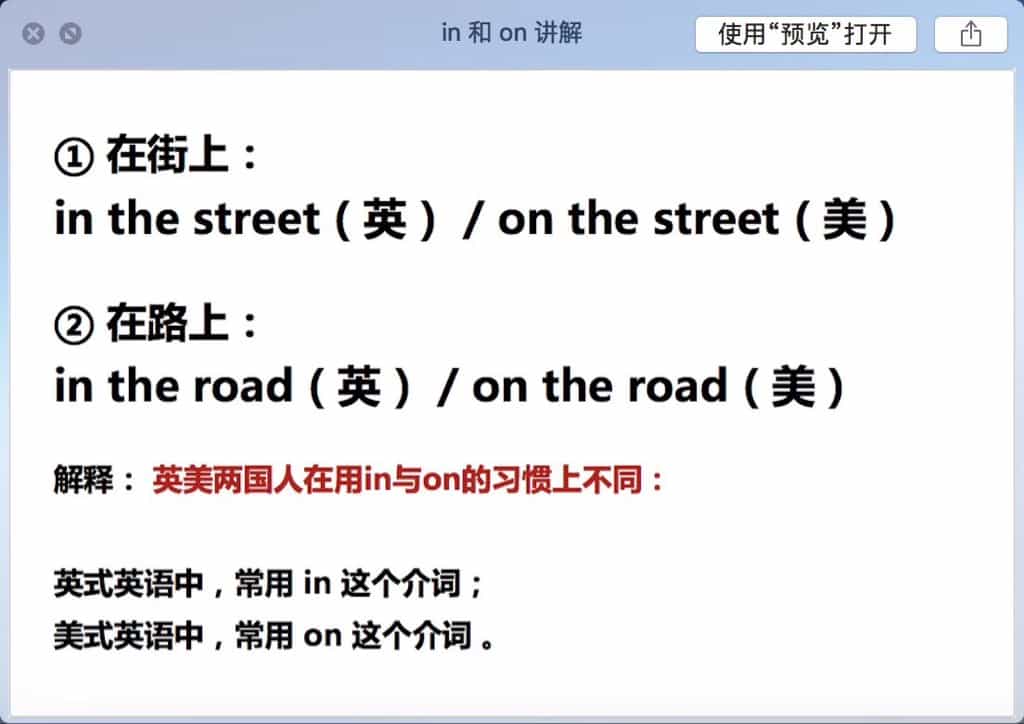 in 和 on 讲解
使用“预览”打开
① 在街上：
in the street（英） / on the street（美）
② 在路上：
in the road（英） / on the road（美）
解释： 英美两国人在用in与on的习惯上不同：
英式英语中，常用 in 这个介词；
美式英语中，常用 on 这个介词 。